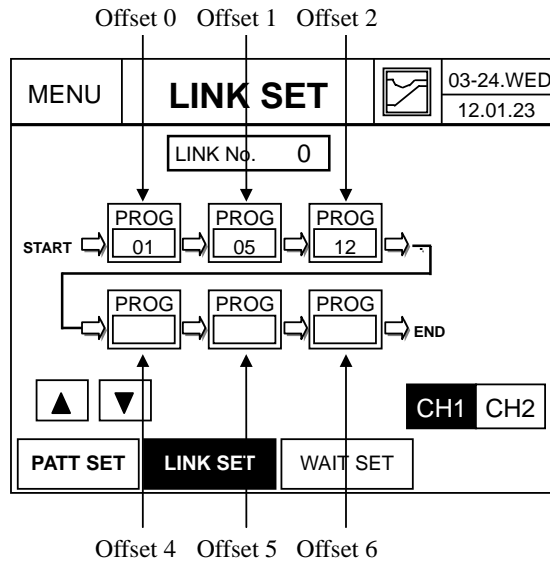 Offset 0 Offset 1 Offset 2
MENU LINK SET 03-24.WED
12.01.23
LINK No. 0
PROG PROG PROG
START 01 05 12
PROG PROG PROG
END
▲ ▼ CH1 CH2
PATT SET LINK SET WAIT SET
Offset 4 Offset 5 Offset 6